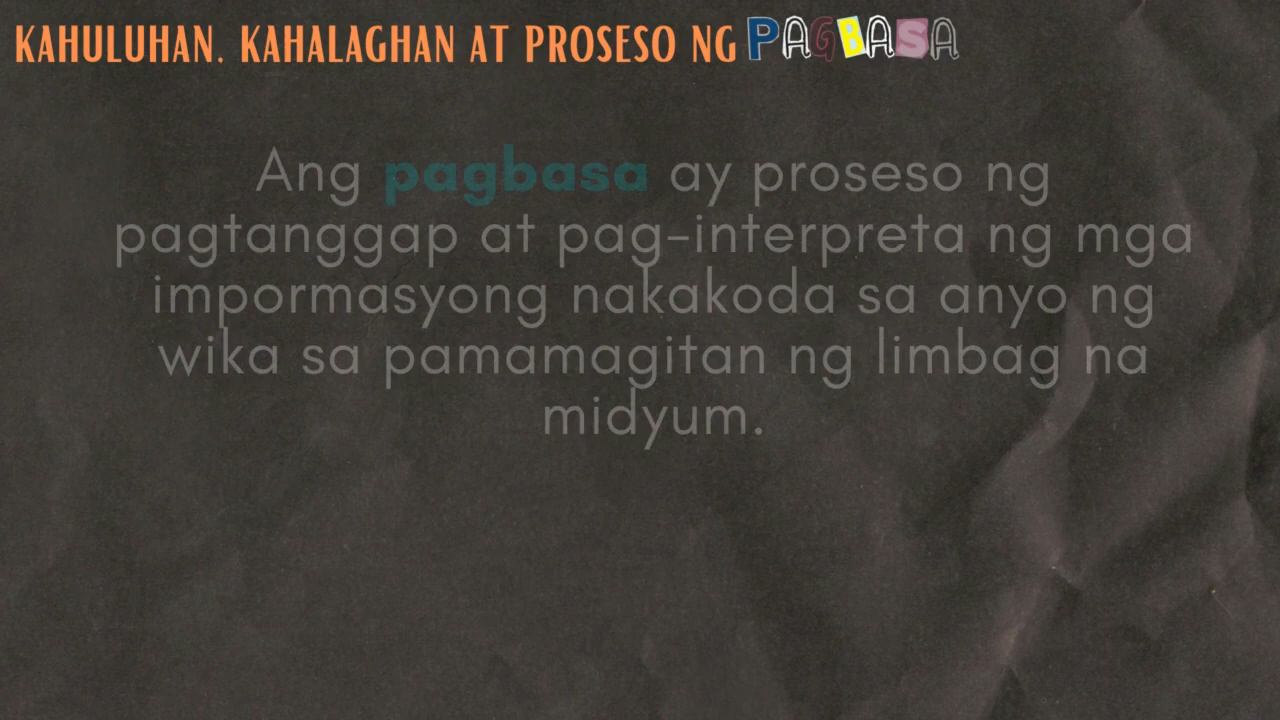 KAHULUHAN, KAHALAGHAN AT PROSESO NG PAGBASA
Ang pagbasa ay proseso ng
pagtanggap at pag-interpreta ng mga
impormasyong nakakoda sa anyo ng
wika sa pamamagitan ng limbag na
midyum.